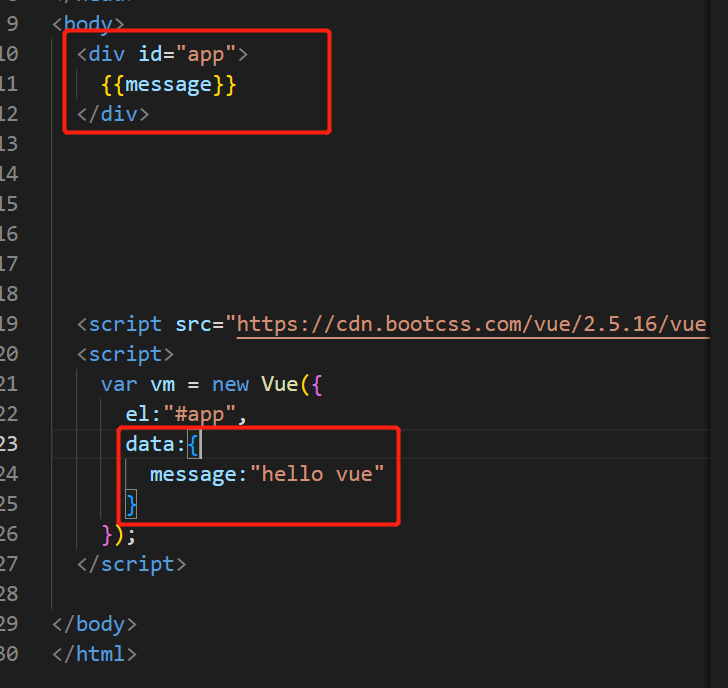 9 <body>
10 <div id="app">
11 {{message}}
12 </div>
13
14
15
16
17
18
19 <script src="https://cdn.bootcss.com/vue/2.5.16/vue
20 <script>
21 var vm = new Vue({
22 el:"#app",
23 data:{
24 message:"hello vue"
25 }
26 });
27 </script>
28
29 </body>
30 </html>